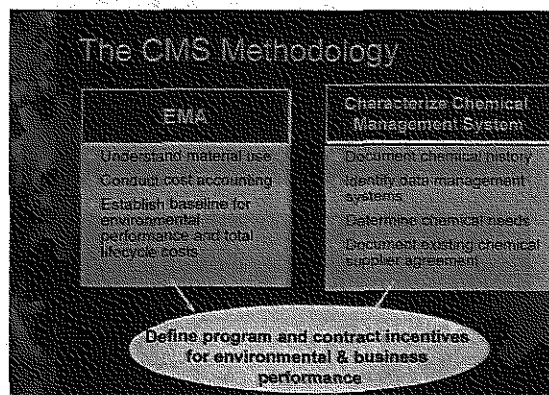 The CMS Methodology
EMA
Understand material use
Conduct cost accounting
Establish baseline for
environmental
performance and total
lifecycle costs
Characterize Chemical
Management System
Document chemical history
Identify data management
systems
Determine chemical needs
Document existing chemical
supplier agreement
Define program and contract incentives
for environmental & business
performance